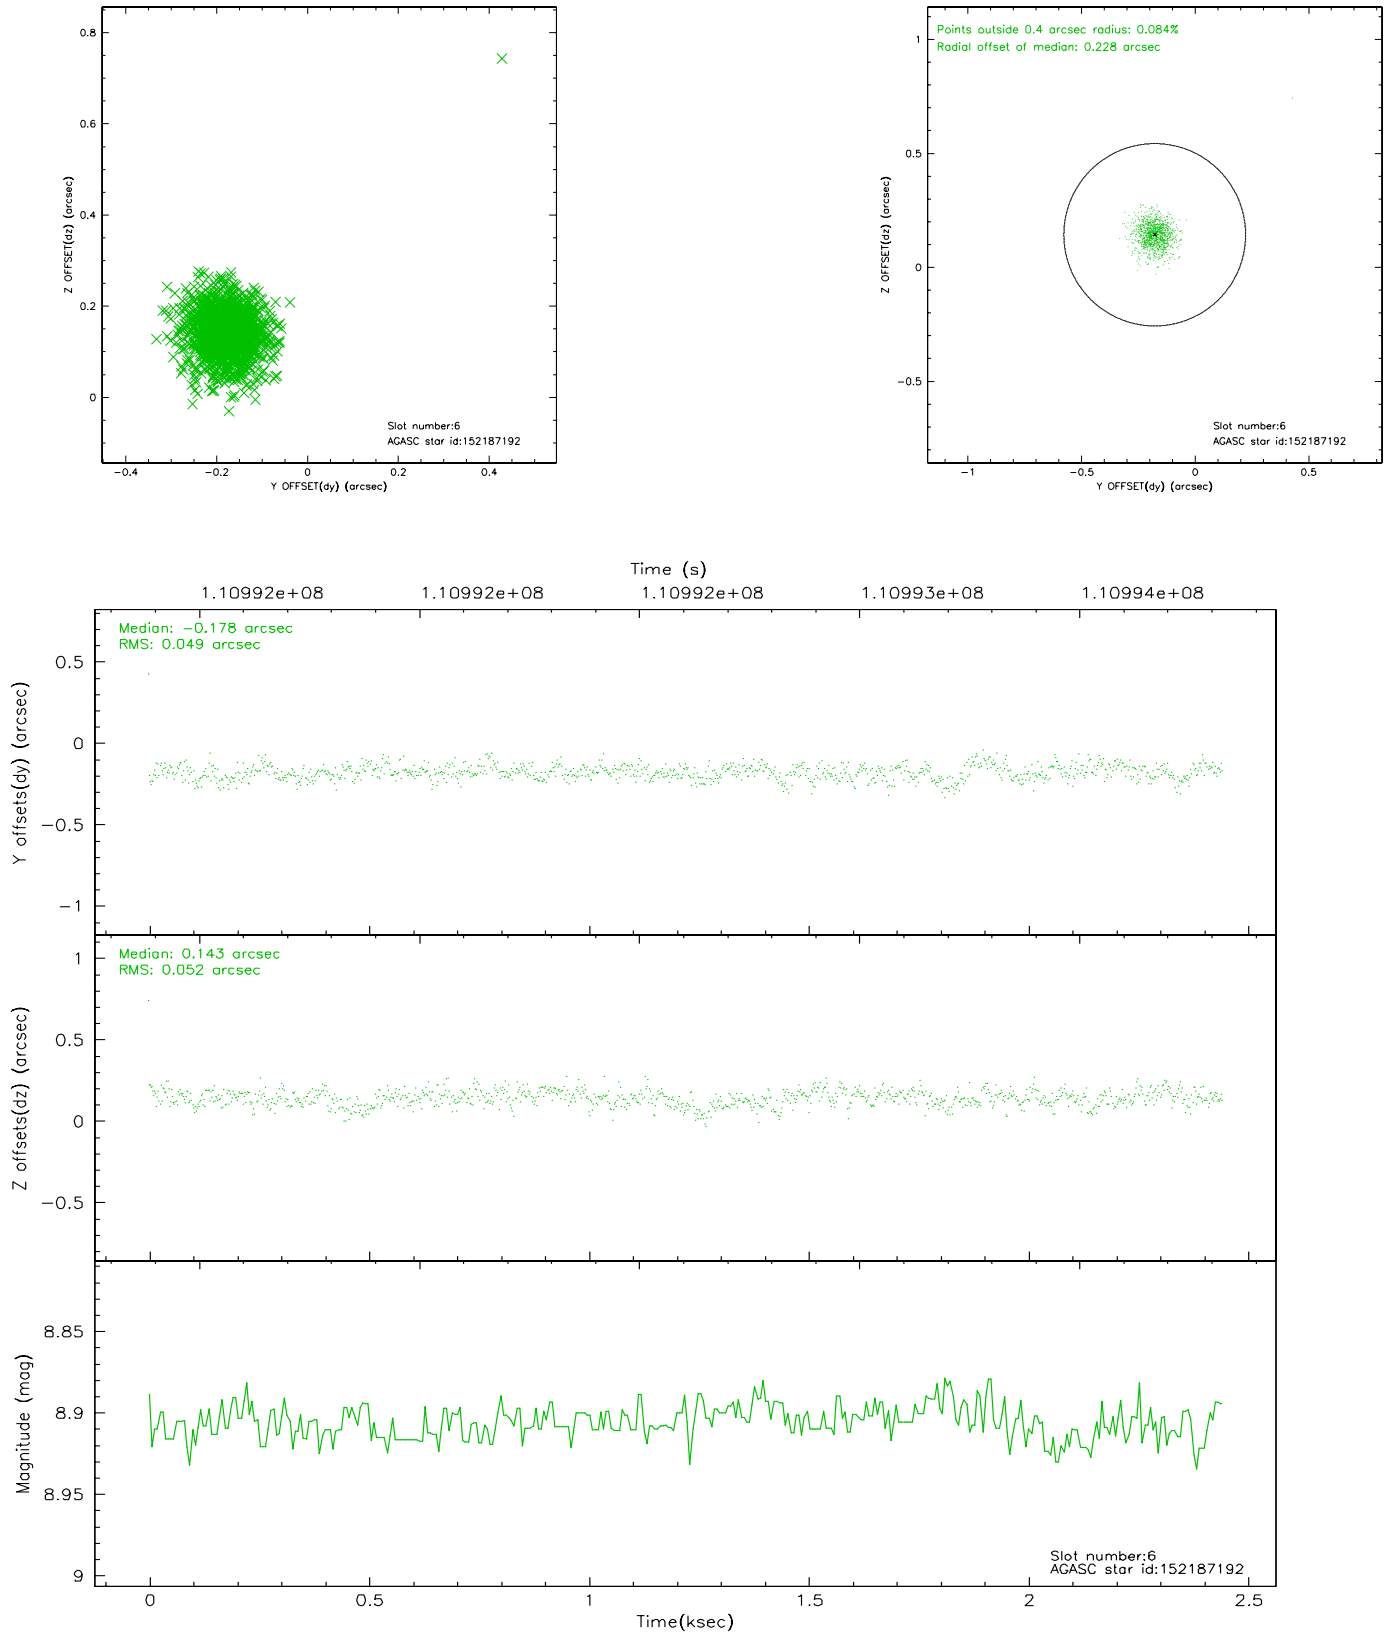 0.8
0.6
0.4
0.2
0
Z OFFSET(dz) (arcsec)
Slot number:6
AGASC star id:152187192
−0.4 −0.2 0 0.2 0.4
Y OFFSET(dy) (arcsec)
Points outside 0.4 arcsec radius: 0.084%
Radial offset of median: 0.228 arcsec
1
0.5
0
−0.5
Z OFFSET(dz) (arcsec)
Slot number:6
AGASC star id:152187192
−1 −0.5 0 0.5
Y OFFSET(dy) (arcsec)
Time (s)
1.10992e+08 1.10992e+08 1.10992e+08 1.10993e+08 1.10994e+08
Median: −0.178 arcsec
RMS: 0.049 arcsec
0.5
0
−0.5
−1
Y offsets(dy) (arcsec)
Median: 0.143 arcsec
RMS: 0.052 arcsec
1
0.5
0
−0.5
Z offsets(dz) (arcsec)
8.85
8.9
8.95
9
Magnitude (mag)
Slot number:6
AGASC star id:152187192
0 0.5 1 1.5 2 2.5
Time(ksec)